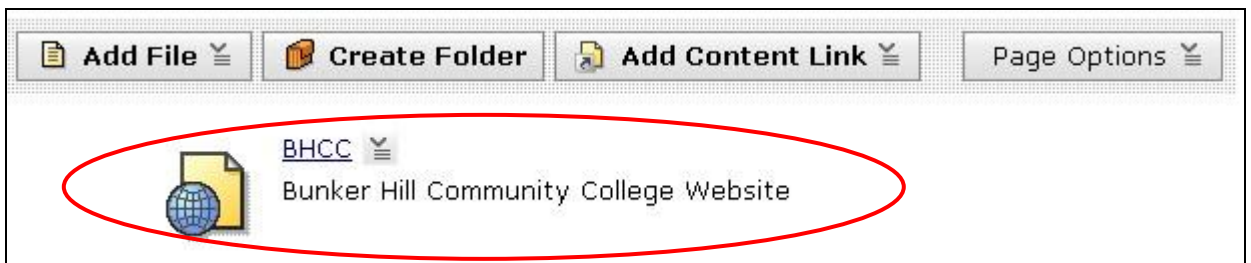 Add File Create Folder Add Content Link Page Options
BHCC
Bunker Hill Community College Website